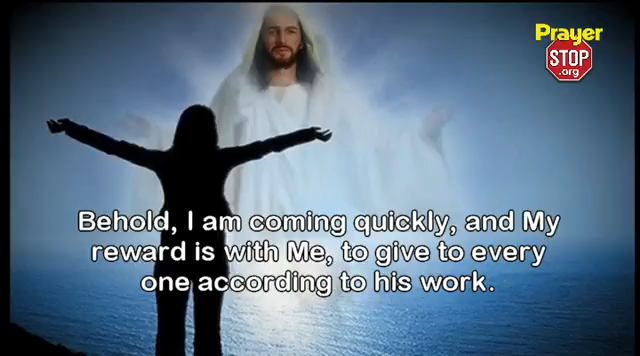 Prayer
STOP
.org
Behold, I am coming quickly, and My
reward is with Me, to give to every
one according to his work.